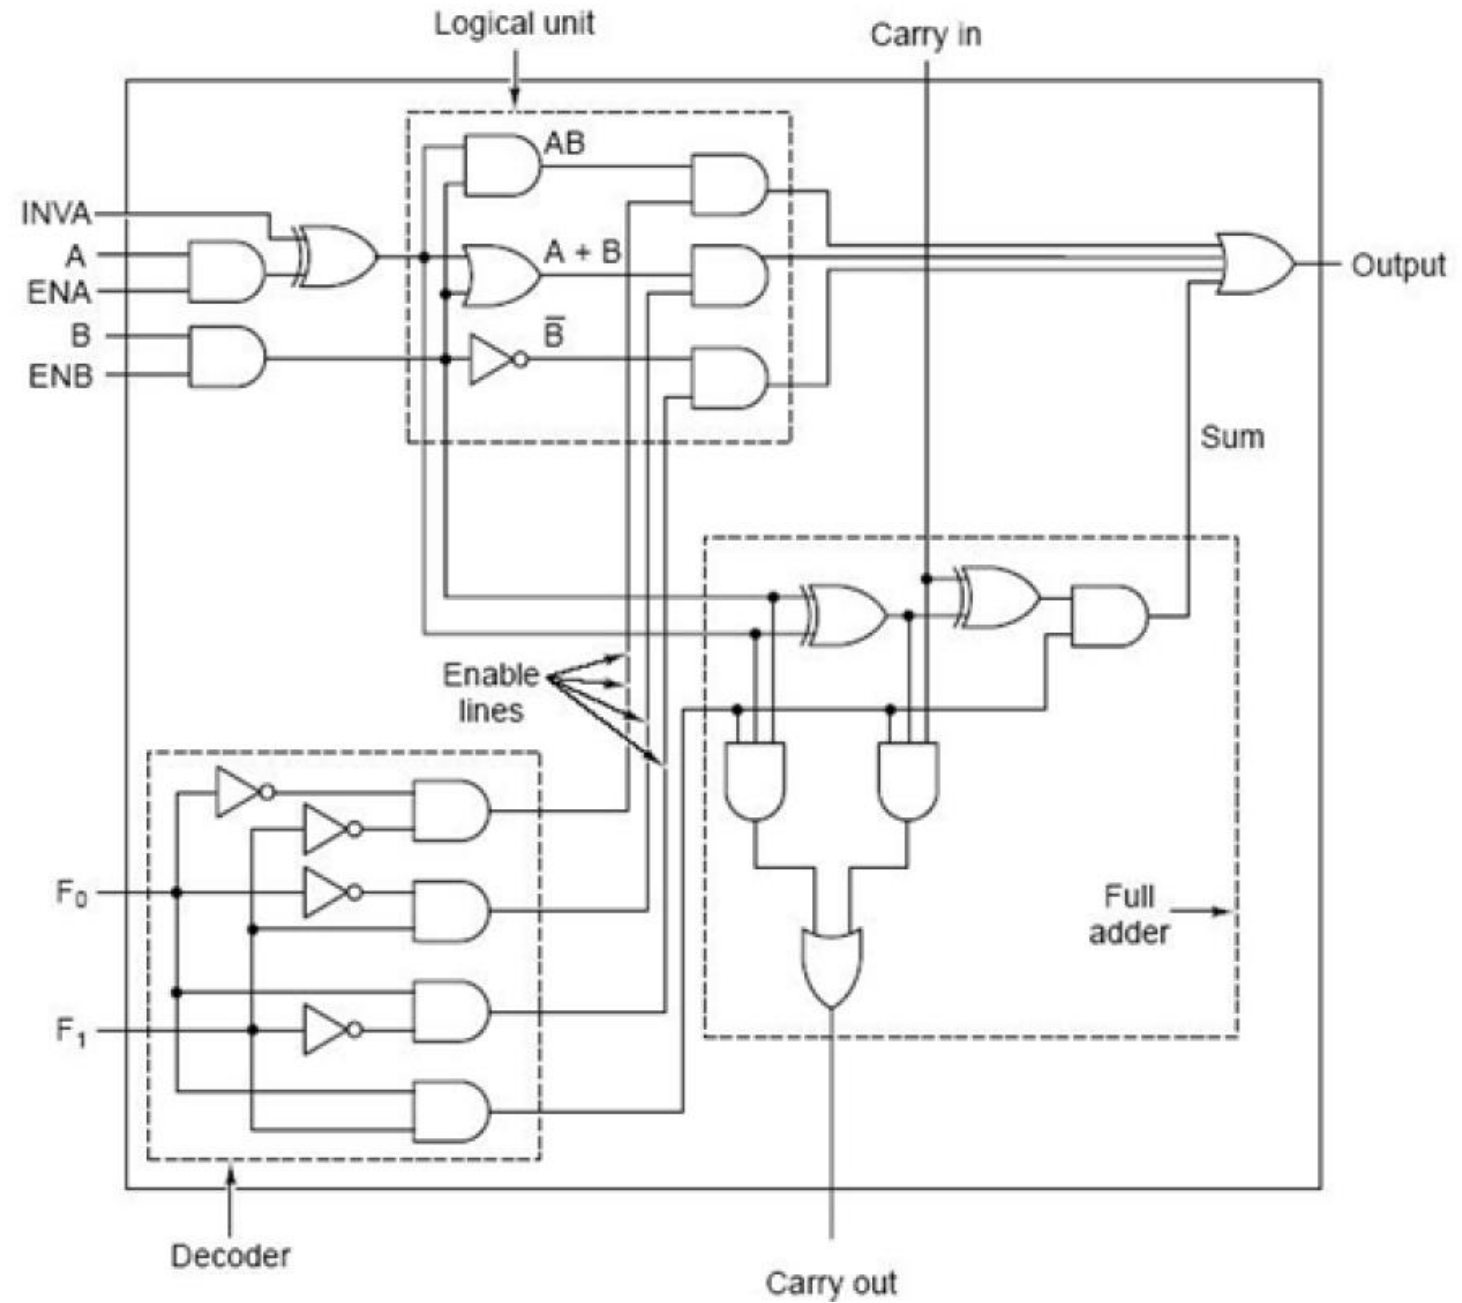 Logical unit
Carry in
AB
INVA
A
A + B
Output
ENA
B
B̅
ENB
Sum
Enable
lines
F₀
Full
adder
F₁
Decoder
Carry out